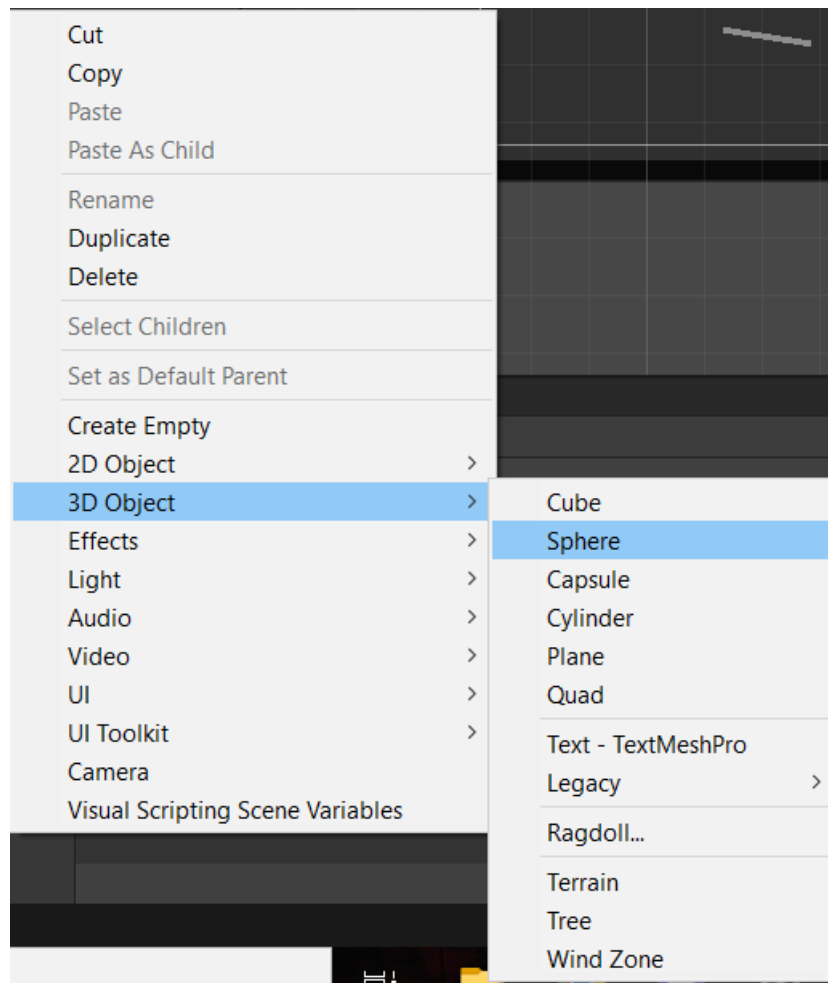 Cut
Copy
Paste
Paste As Child
Rename
Duplicate
Delete
Select Children
Set as Default Parent
Create Empty
2D Object
3D Object
Effects
Light
Audio
Video
UI
UI Toolkit
Camera
Visual Scripting Scene Variables
Cube
Sphere
Capsule
Cylinder
Plane
Quad
Text - TextMeshPro
Legacy
Ragdoll...
Terrain
Tree
Wind Zone